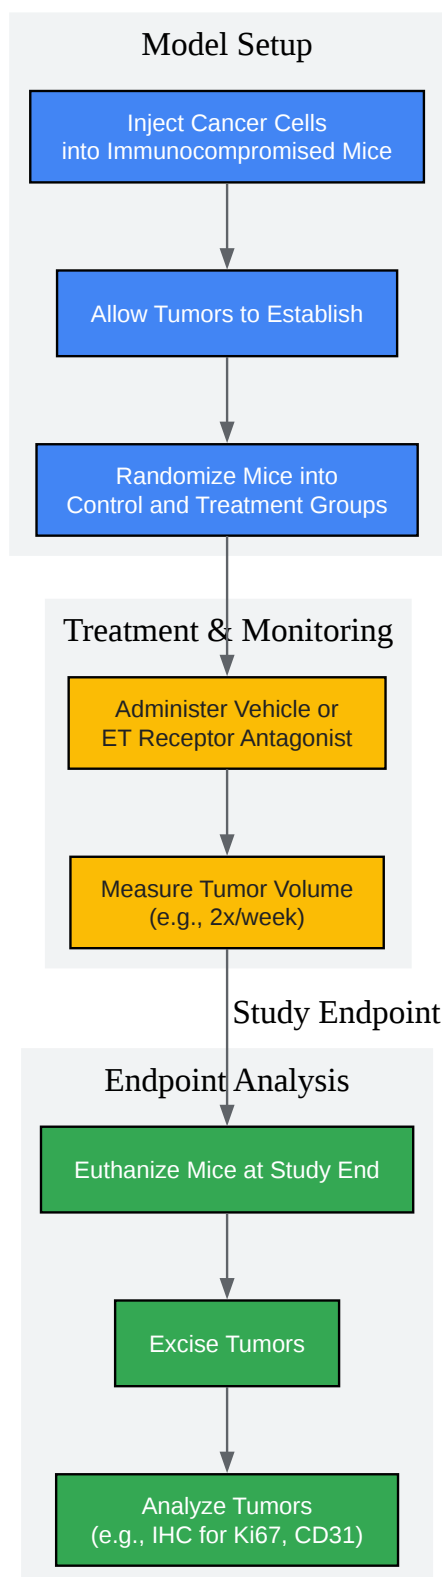 Model Setup
Inject Cancer Cells
into Immunocompromised Mice
Allow Tumors to Establish
Randomize Mice into
Control and Treatment Groups
Treatment & Monitoring
Administer Vehicle or
ET Receptor Antagonist
Measure Tumor Volume
(e.g., 2x/week)
Study Endpoint
Endpoint Analysis
Euthanize Mice at Study End
Excise Tumors
Analyze Tumors
(e.g., IHC for Ki67, CD31)